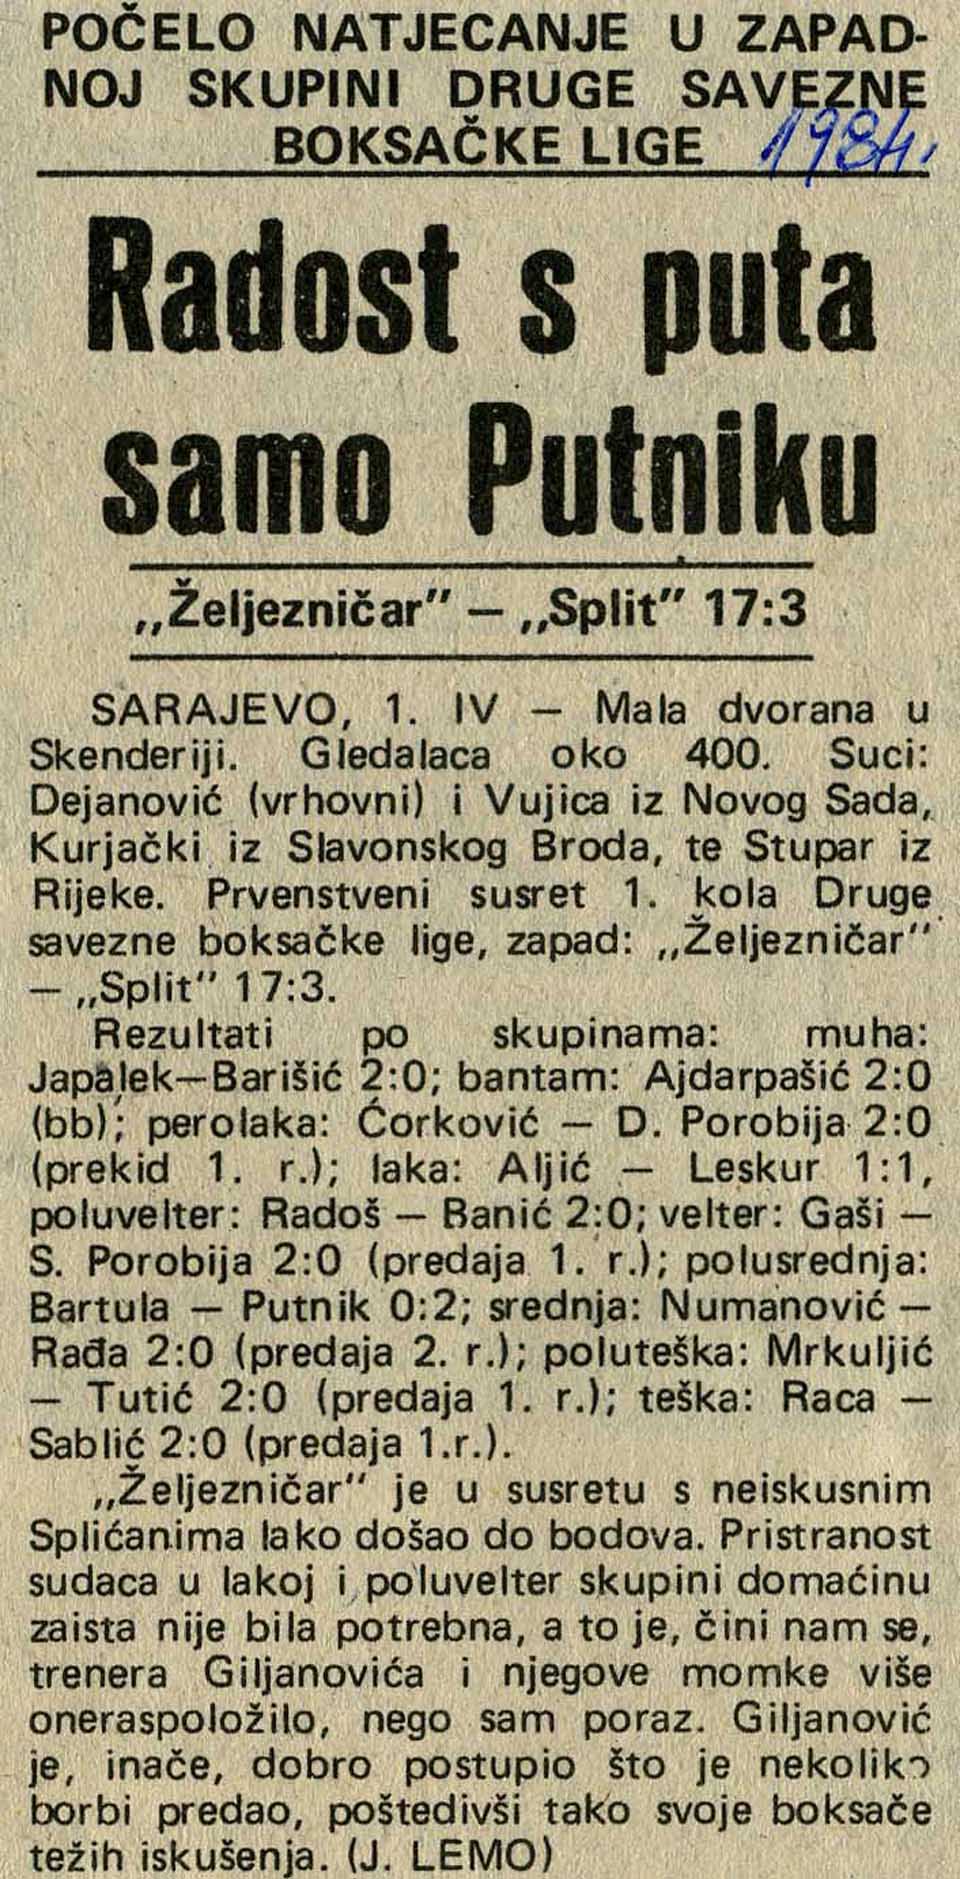 POČELO NATJECANJE U ZAPAD-
NOJ SKUPINI DRUGE SAVEZNE
BOKSAČKE LIGE 1984.
Radost s puta
samo Putniku
,,Željezničar" — ,,Split" 17:3
SARAJEVO, 1. IV — Mala dvorana u
Skenderiji. Gledalaca oko 400. Suci:
Dejanović (vrhovni) i Vujica iz Novog Sada,
Kurjački iz Slavonskog Broda, te Stupar iz
Rijeke. Prvenstveni susret 1. kola Druge
savezne boksačke lige, zapad: ,,Željezničar"
— ,,Split" 17:3.
Rezultati po skupinama: muha:
Japalek—Barišić 2:0; bantam: Ajdarpašić 2:0
(bb); perolaka: Ćorković — D. Porobija 2:0
(prekid 1. r.); laka: Aljić — Leskur 1:1,
poluvelter: Radoš — Banić 2:0; velter: Gaši —
S. Porobija 2:0 (predaja 1. r.); polusrednja:
Bartula — Putnik 0:2; srednja: Numanović —
Rađa 2:0 (predaja 2. r.); poluteška: Mrkuljić
— Tutić 2:0 (predaja 1. r.); teška: Raca —
Sablić 2:0 (predaja 1.r.).
,,Željezničar" je u susretu s neiskusnim
Splićanima lako došao do bodova. Pristranost
sudaca u lakoj i poluvelter skupini domaćinu
zaista nije bila potrebna, a to je, čini nam se,
trenera Giljanovića i njegove momke više
oneraspoložilo, nego sam poraz. Giljanović
je, inače, dobro postupio što je nekoliko
borbi predao, poštedivši tako svoje boksače
težih iskušenja. (J. LEMO)